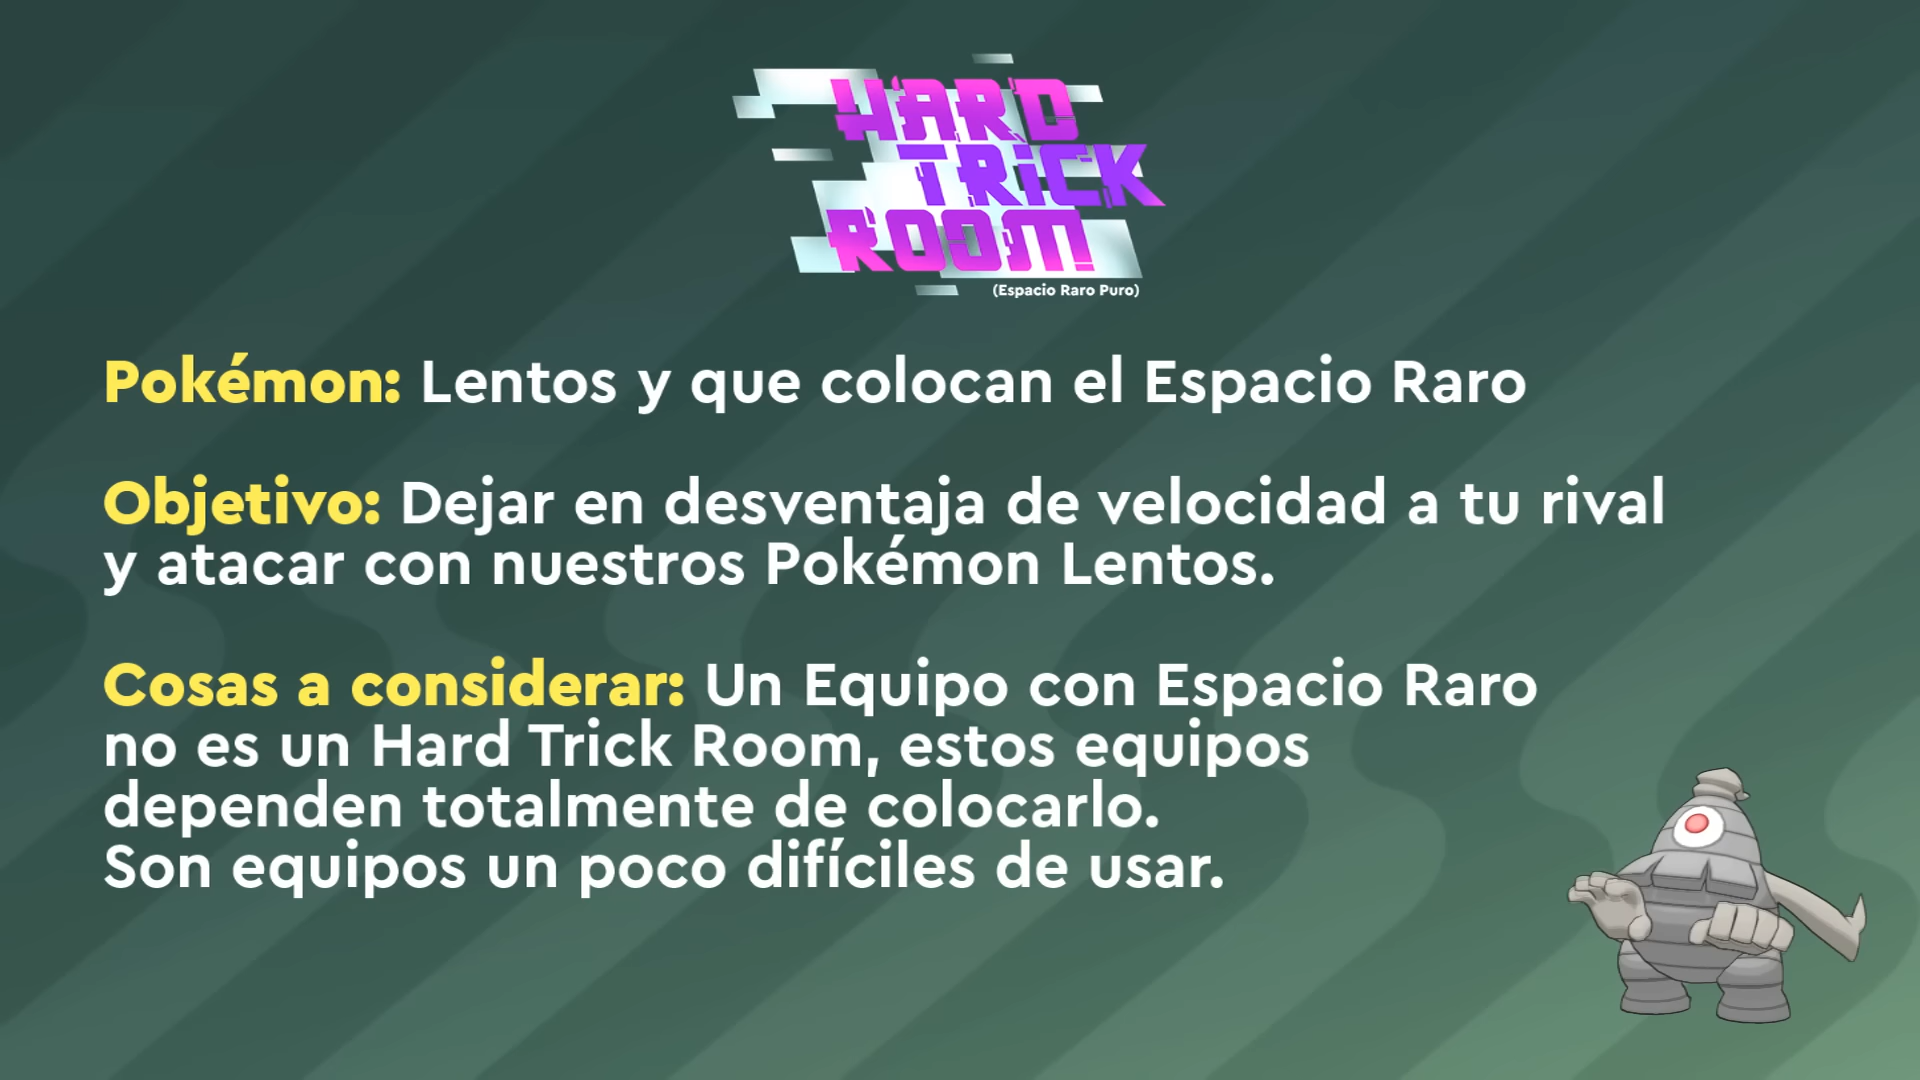 HARD
TRICK
ROOM
(Espacio Raro Puro)
Pokémon: Lentos y que colocan el Espacio Raro
Objetivo: Dejar en desventaja de velocidad a tu rival
y atacar con nuestros Pokémon Lentos.
Cosas a considerar: Un Equipo con Espacio Raro
no es un Hard Trick Room, estos equipos
dependen totalmente de colocarlo.
Son equipos un poco difíciles de usar.